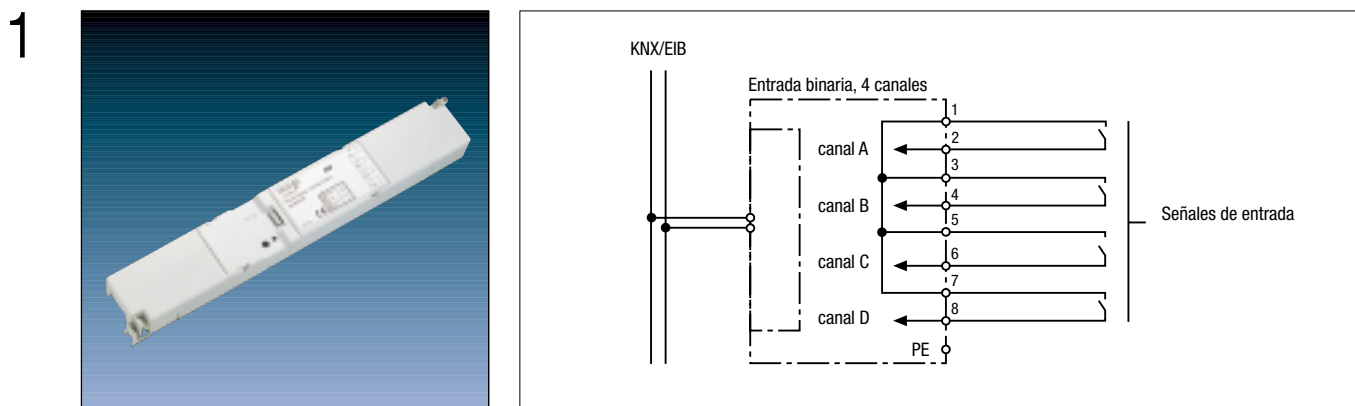 1
KNX/EIB
Entrada binaria, 4 canales
1
canal A
2
3
canal B
4
5
Señales de entrada
canal C
6
7
canal D
8
PE